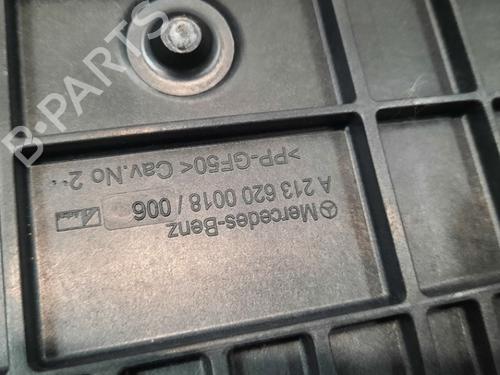 Mercedes-Benz
A 213 620 0018 / 006
>PP-GF50< Cav.No 2
B-PARTS